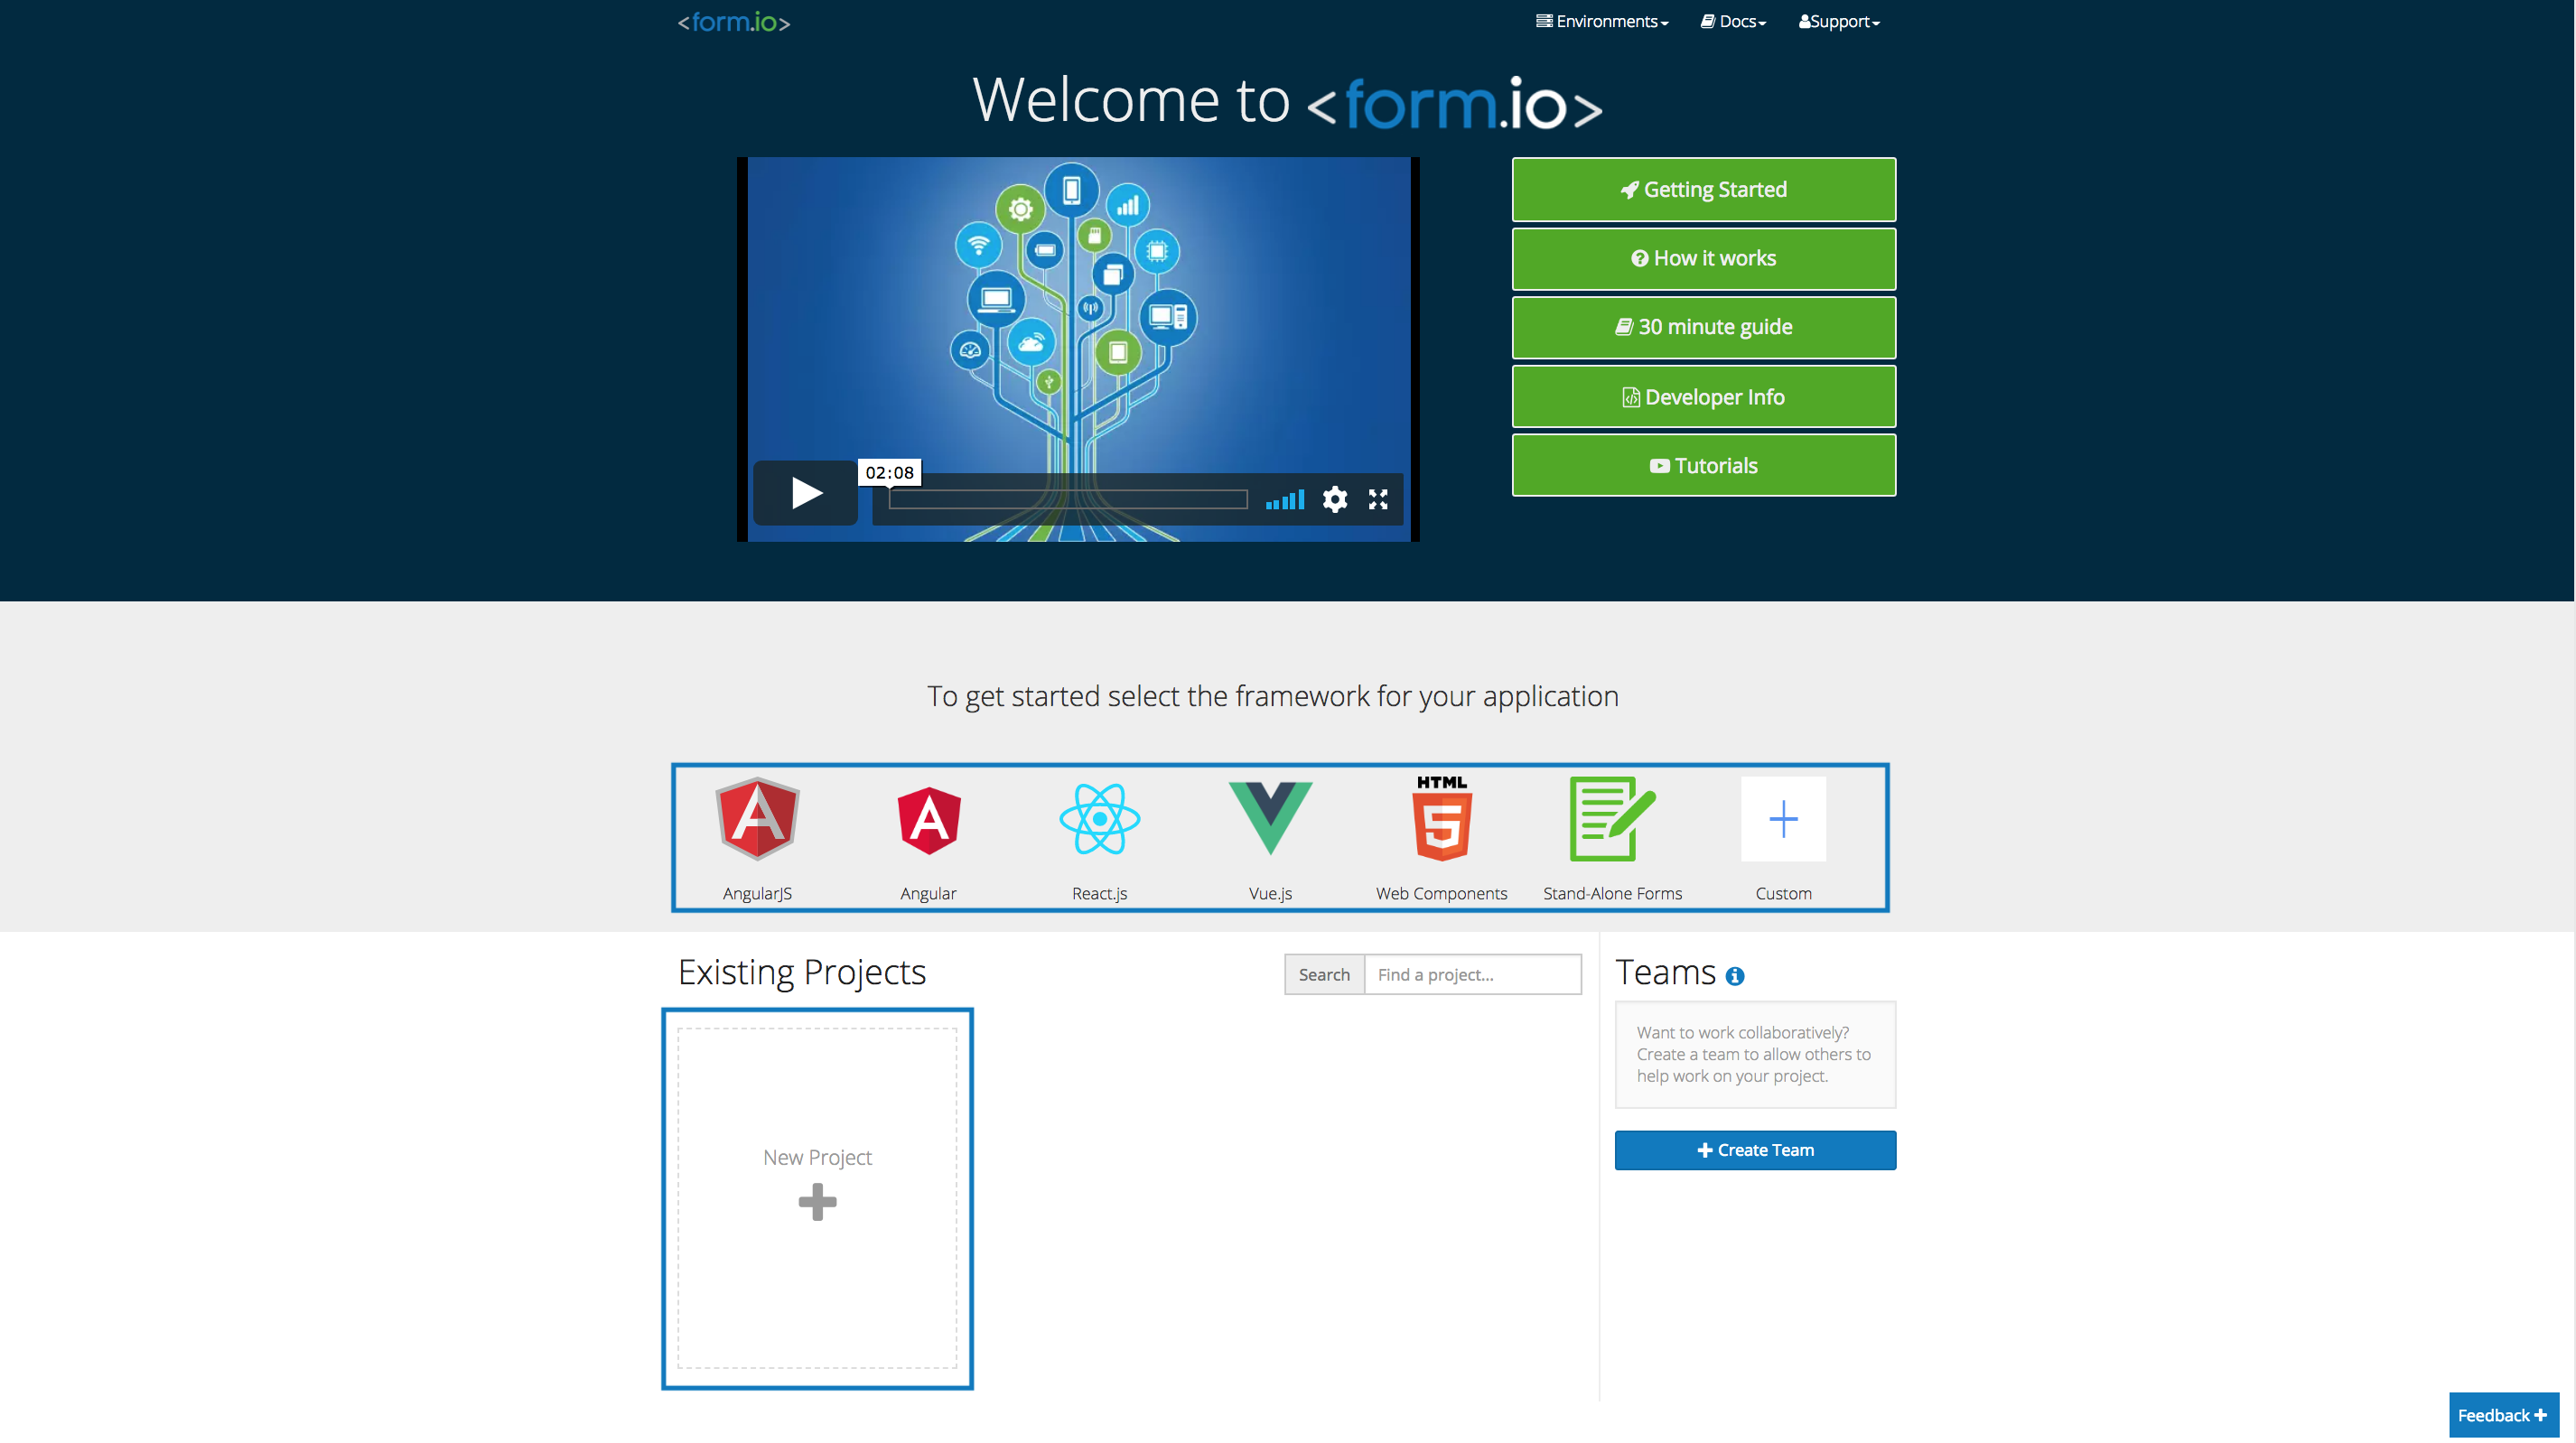 <form.io>
Environments
Docs
Support
Welcome to <form.io>
Getting Started
How it works
30 minute guide
Developer Info
Tutorials
02:08
To get started select the framework for your application
HTML
AngularJS
Angular
React.js
Vue.js
Web Components
Stand-Alone Forms
Custom
Existing Projects
Search
Find a project...
Teams
Want to work collaboratively?
Create a team to allow others to
help work on your project.
Create Team
New Project
Feedback